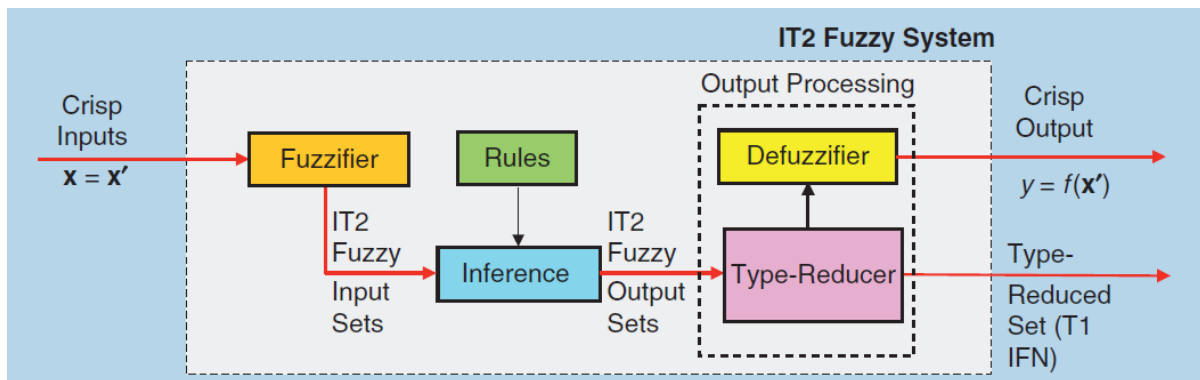 IT2 Fuzzy System
Output Processing
Crisp
Inputs
x = x′
Fuzzifier
Rules
Defuzzifier
Crisp
Output
y = f(x′)
IT2
Fuzzy
Input
Sets
Inference
IT2
Fuzzy
Output
Sets
Type-Reducer
Type-
Reduced
Set (T1
IFN)